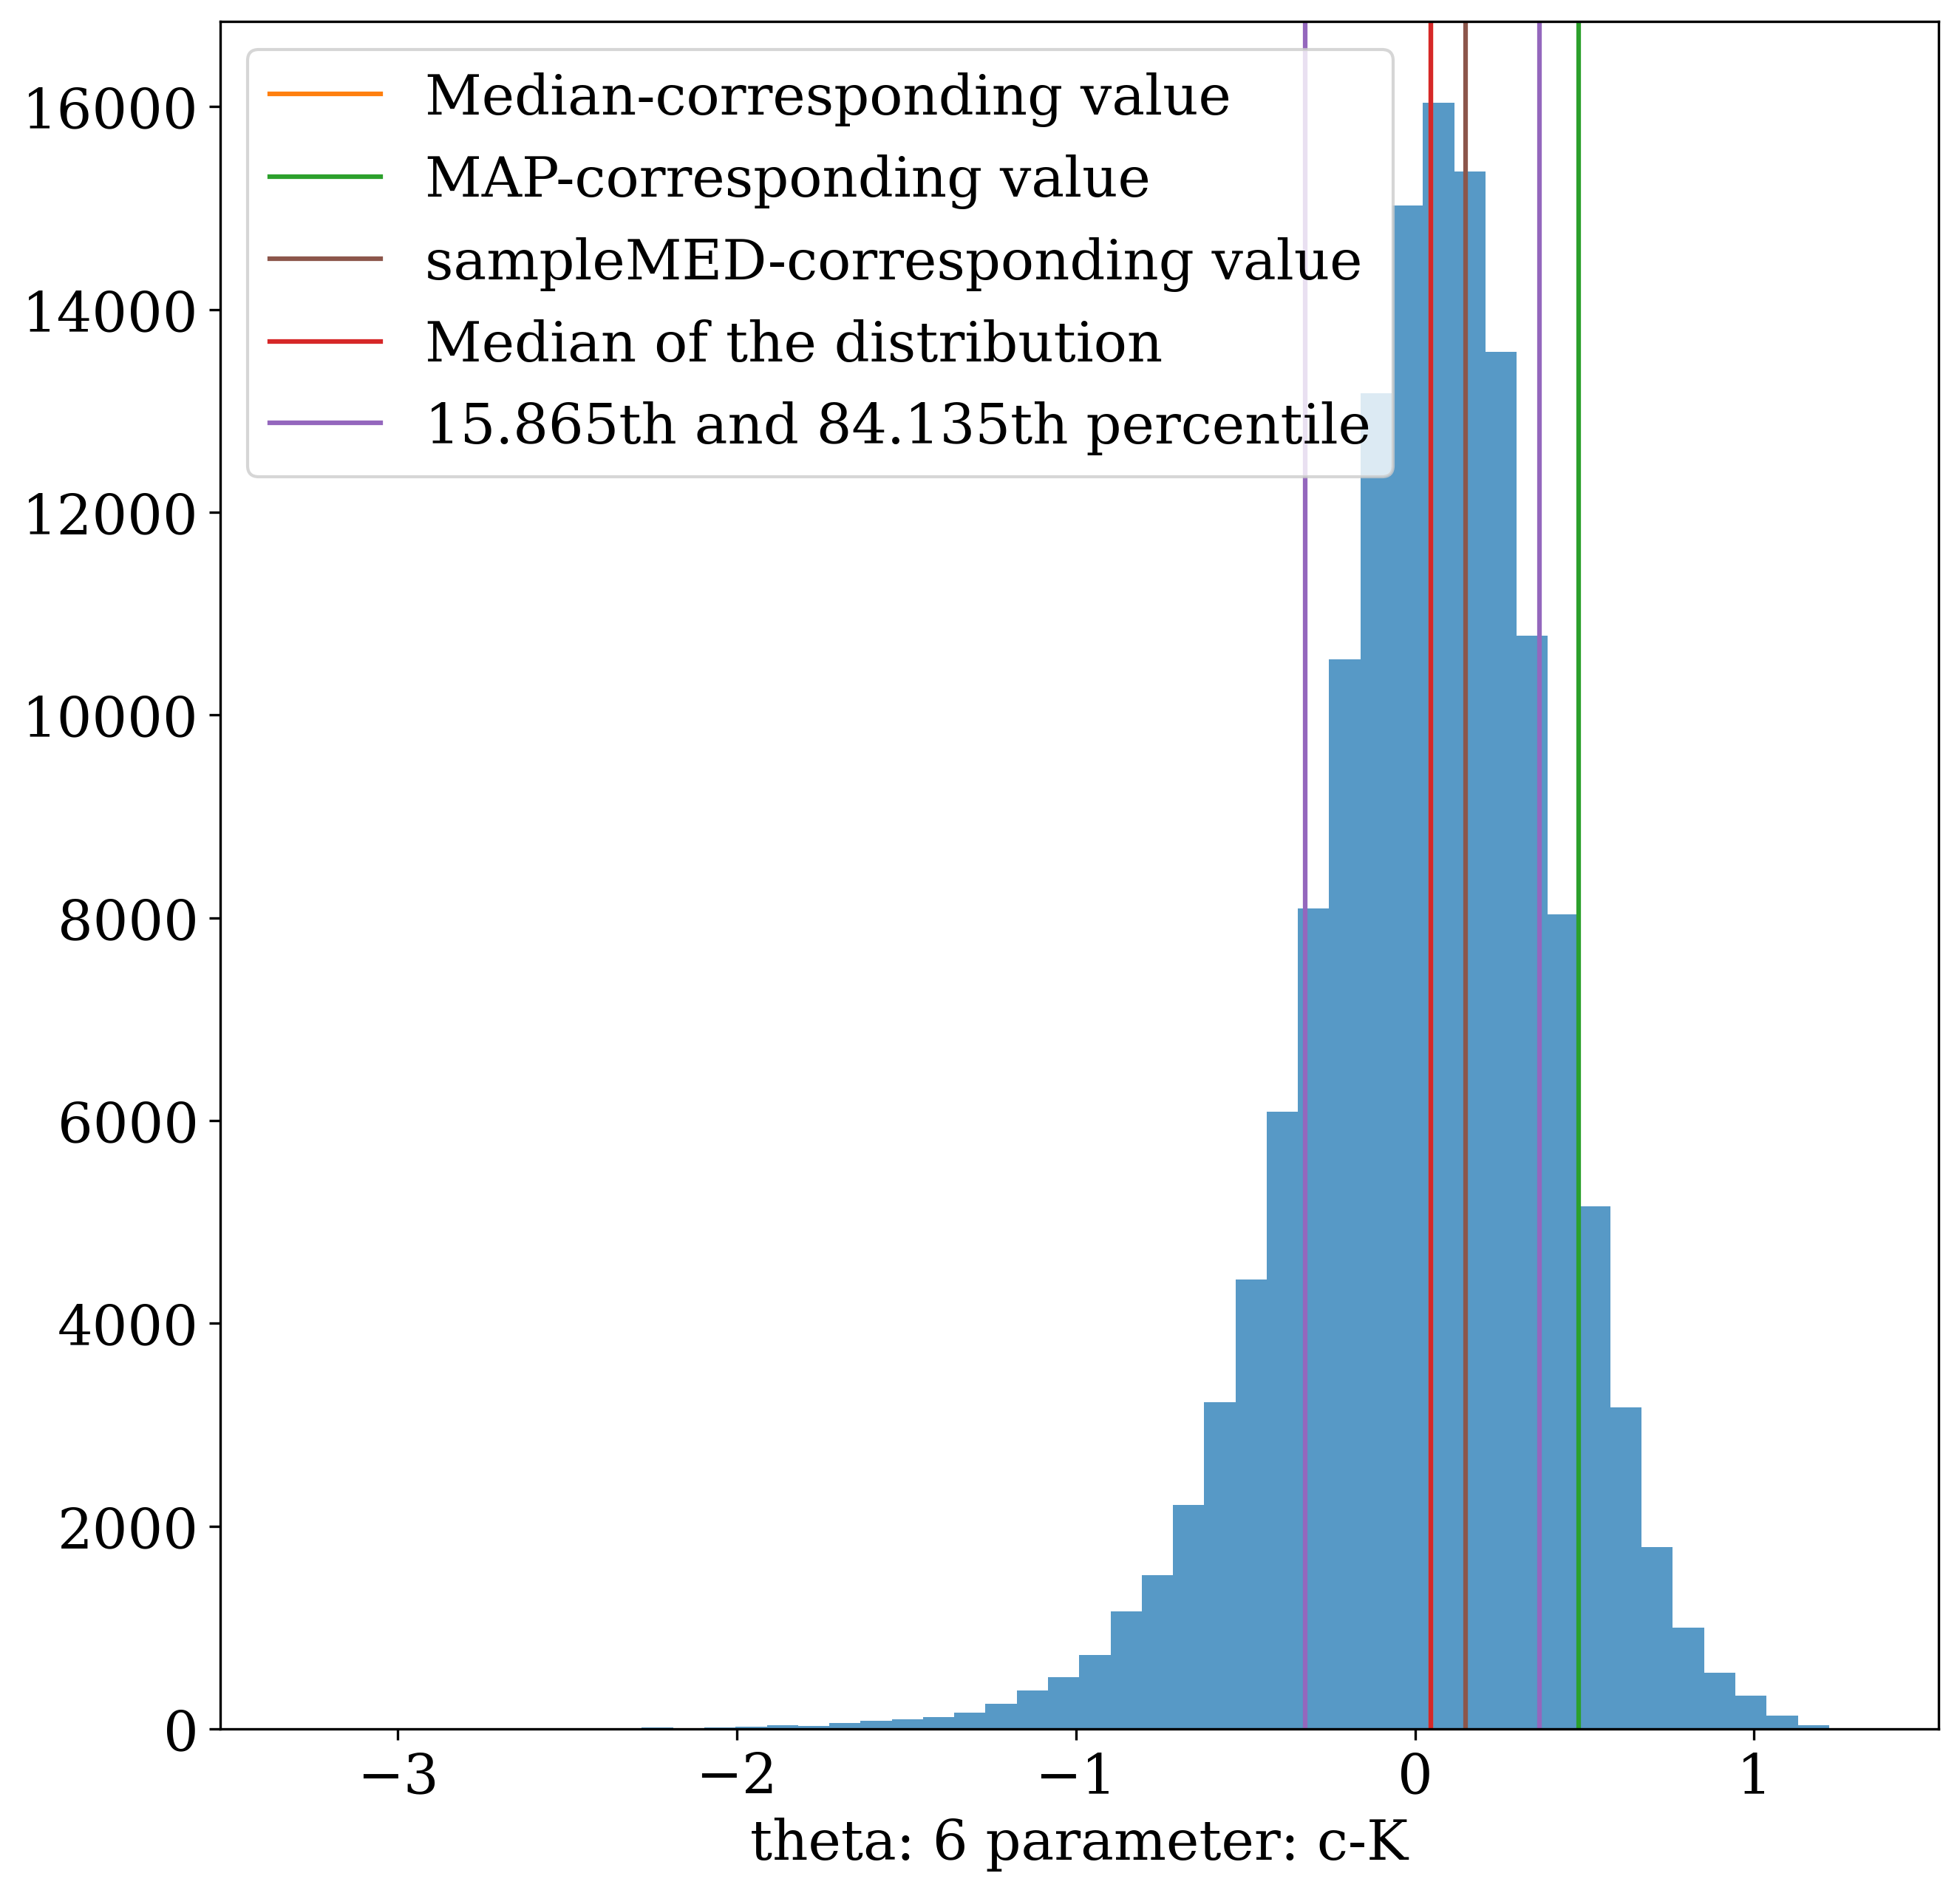 Median-corresponding value
MAP-corresponding value
sampleMED-corresponding value
Median of the distribution
15.865th and 84.135th percentile
16000
14000
12000
10000
8000
6000
4000
2000
0
−3 −2 −1 0 1
theta: 6 parameter: c-K